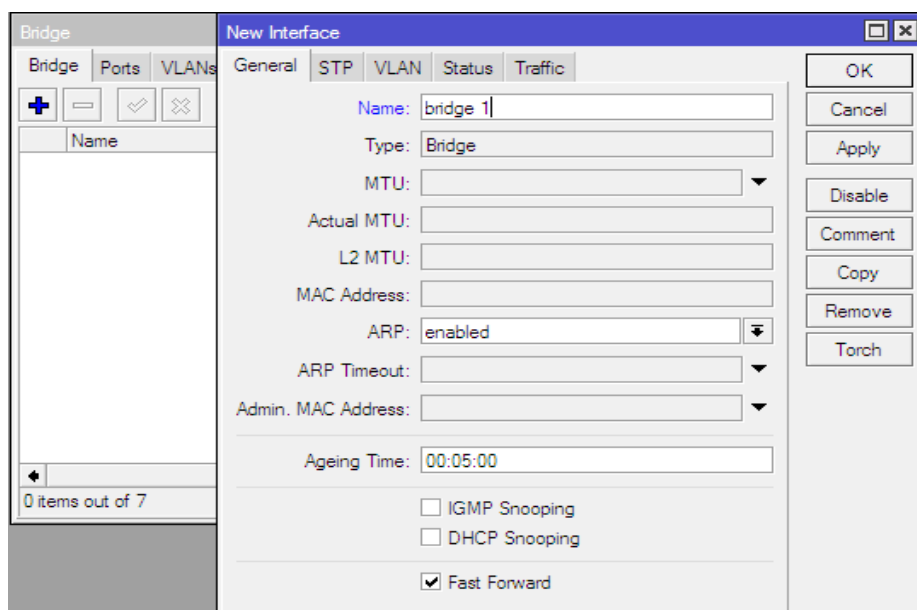 Bridge
Bridge Ports VLANs
Name
0 items out of 7
New Interface
General STP VLAN Status Traffic
Name: bridge 1
Type: Bridge
MTU:
Actual MTU:
L2 MTU:
MAC Address:
ARP: enabled
ARP Timeout:
Admin. MAC Address:
Ageing Time: 00:05:00
IGMP Snooping
DHCP Snooping
Fast Forward
OK
Cancel
Apply
Disable
Comment
Copy
Remove
Torch